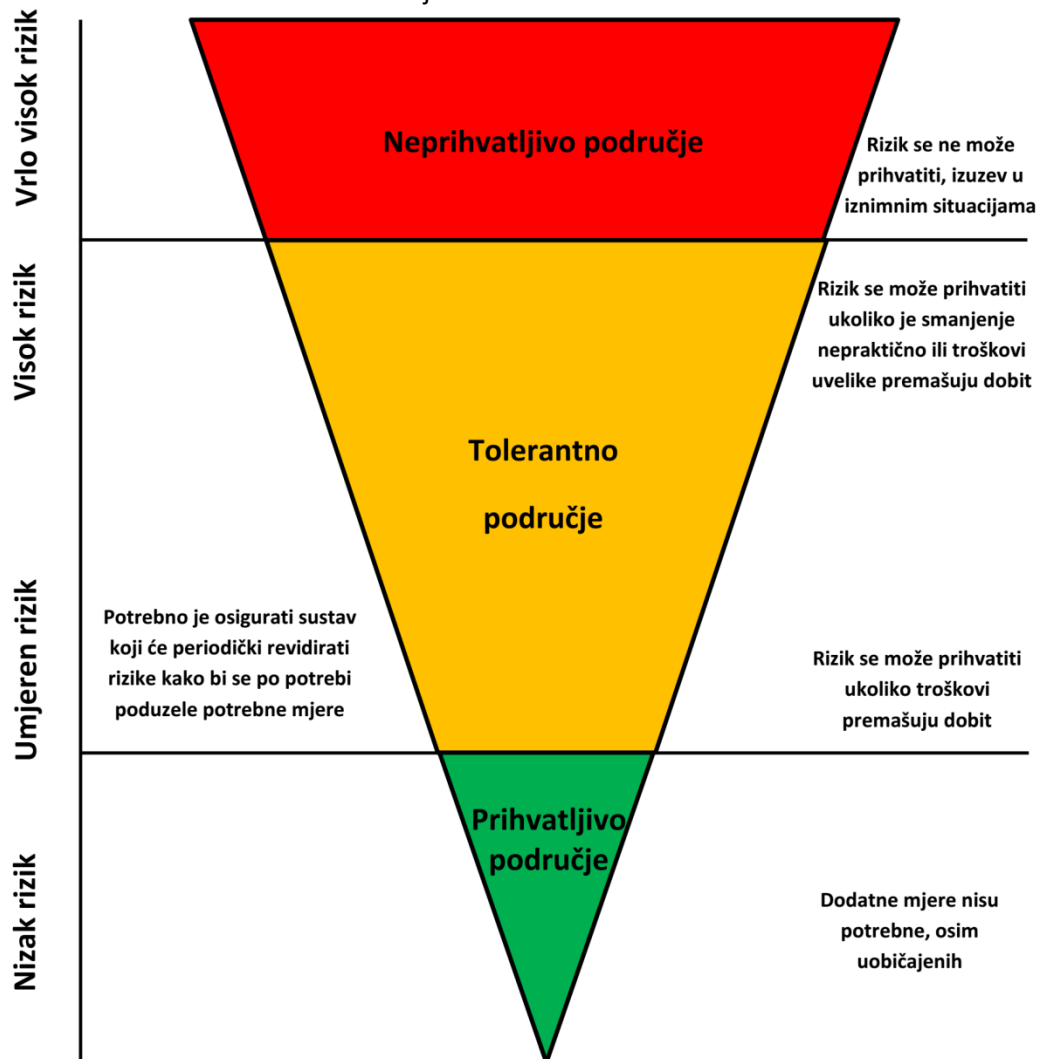 Vrlo visok rizik
Neprihvatljivo područje
Rizik se ne može
prihvatiti, izuzev u
iznimnim situacijama
Visok rizik
Rizik se može prihvatiti
ukoliko je smanjenje
nepraktično ili troškovi
uvelike premašuju dobit
Tolerantno
područje
Umjeren rizik
Potrebno je osigurati sustav
koji će periodički revidirati
rizike kako bi se po potrebi
poduzele potrebne mjere
Rizik se može prihvatiti
ukoliko troškovi
premašuju dobit
Nizak rizik
Prihvatljivo
područje
Dodatne mjere nisu
potrebne, osim
uobičajenih